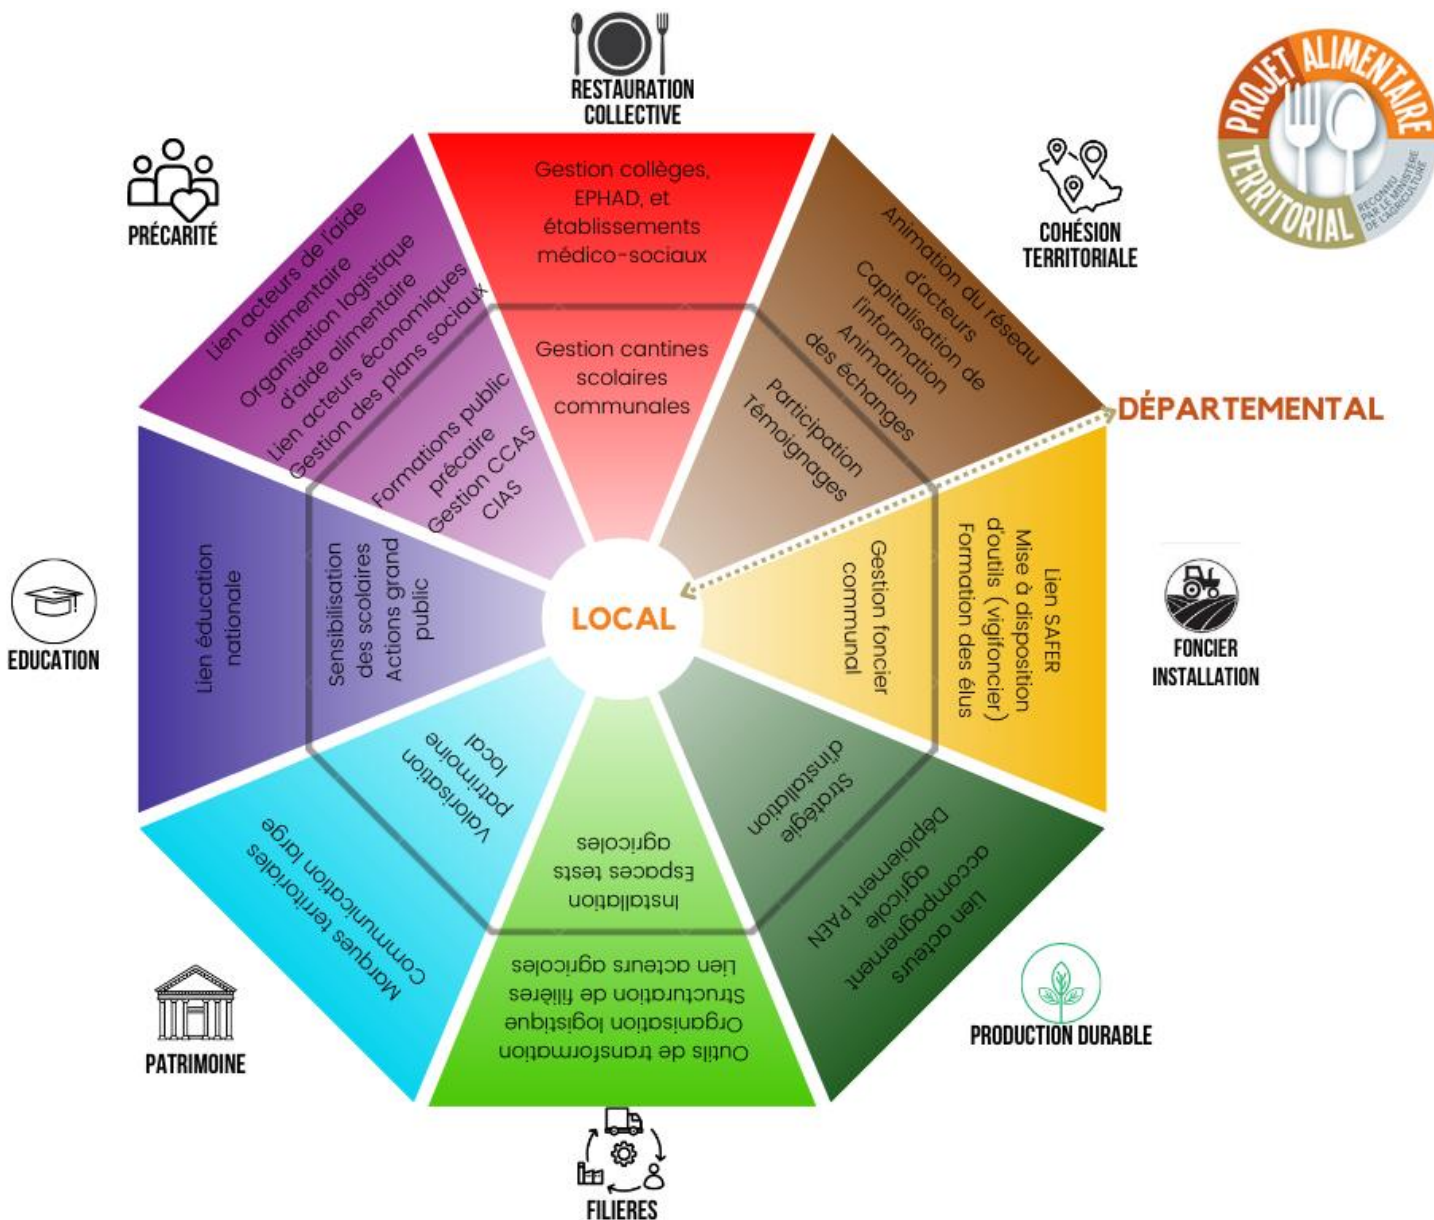 RESTAURATION
COLLECTIVE
Gestion collèges,
EPHAD, et
établissements
médico-sociaux
Gestion cantines
scolaires
communales
COHÉSION
TERRITORIALE
Animation du réseau
d'acteurs
Capitalisation de
l'information
Animation
des échanges
Participation
Témoignages
PROJET ALIMENTAIRE
TERRITORIAL
RECONNU
PAR LE MINISTÈRE
DE L'AGRICULTURE
DÉPARTEMENTAL
LOCAL
FONCIER
INSTALLATION
Lien SAFER
Mise à disposition
d'outils (vigifoncier)
Formation des élus
Gestion foncier
communal
PRODUCTION DURABLE
Stratégie
d'installation
Lien acteurs
accompagnement
agricole
Déploiement PAEN
FILIERES
Installation
Espaces tests
agricoles
Outils de transformation
Organisation logistique
Structuration de filières
Lien acteurs agricoles
PATRIMOINE
Valorisation
patrimoine
local
Marques territoriales
Communication large
EDUCATION
Lien éducation
nationale
Sensibilisation
des scolaires
Actions grand
public
PRÉCARITÉ
Lien acteurs de l'aide
alimentaire
Organisation logistique
d'aide alimentaire
Lien acteurs économiques
Gestion des plans sociaux
Formations public
précaire
Gestion CCAS
CIAS